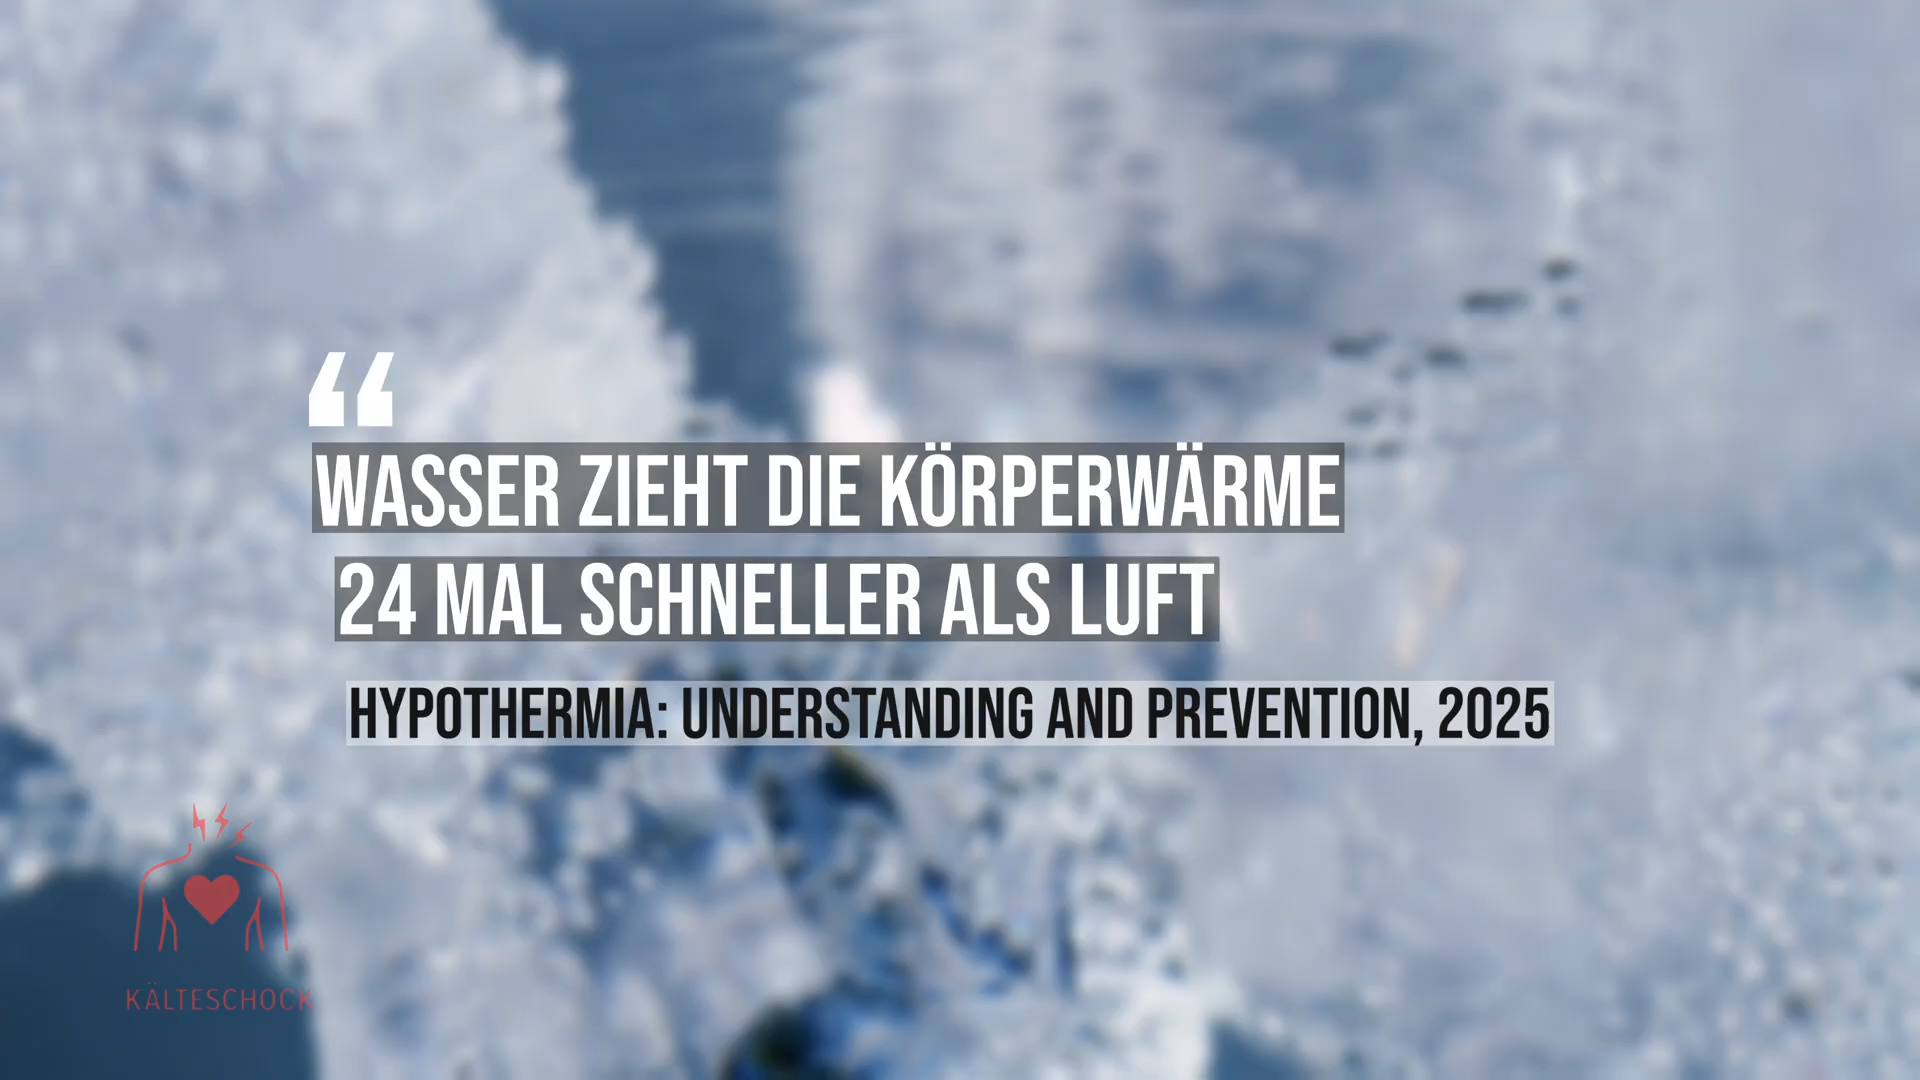 “
WASSER ZIEHT DIE KÖRPERWÄRME
24 MAL SCHNELLER ALS LUFT
HYPOTHERMIA: UNDERSTANDING AND PREVENTION, 2025
KÄLTESCHOCK